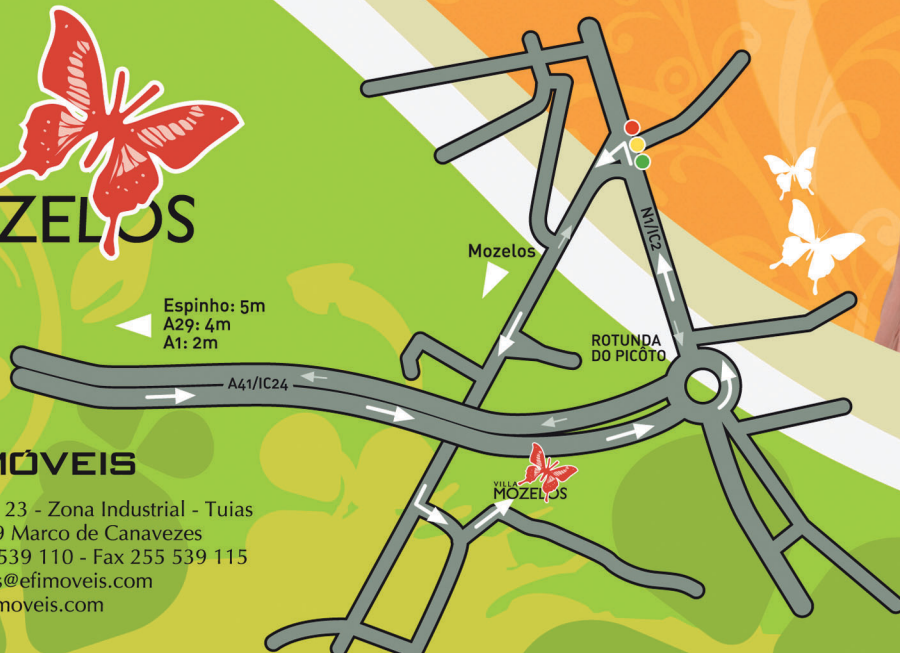 ZELOS
Espinho: 5m
A29: 4m
A1: 2m
A41/IC24
Mozelos
N1/IC2
ROTUNDA
DO PICÔTO
VILLA
MOZELOS
MÓVEIS
23 - Zona Industrial - Tuias
9 Marco de Canavezes
539 110 - Fax 255 539 115
s@efimoveis.com
moveis.com